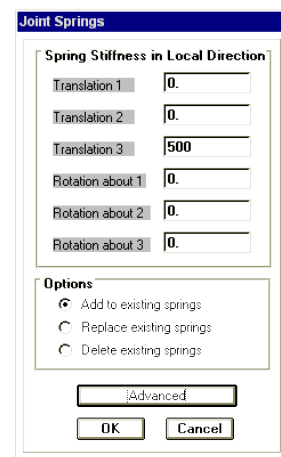 Joint Springs
Spring Stiffness in Local Direction
Translation 1 0.
Translation 2 0.
Translation 3 500
Rotation about 1 0.
Rotation about 2 0.
Rotation about 3 0.
Options
Add to existing springs
Replace existing springs
Delete existing springs
Advanced
OK Cancel